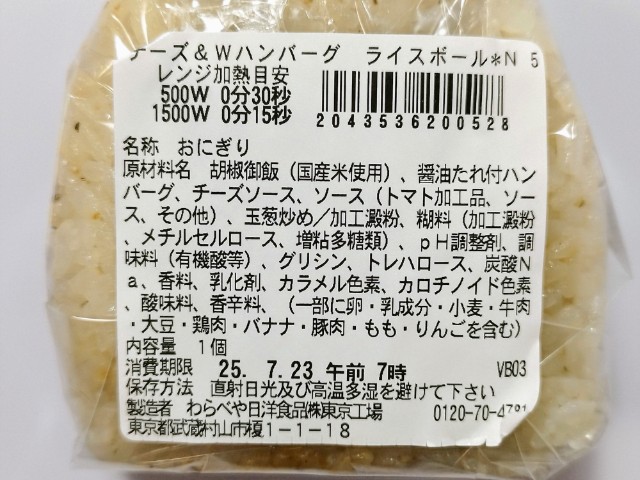 チーズ＆Wハンバーグ　ライスボール*N 5
レンジ加熱目安
500W 0分30秒
1500W 0分15秒
2043536200528
名称　おにぎり
原材料名　胡椒御飯（国産米使用）、醤油たれ付ハン
バーグ、チーズソース、ソース（トマト加工品、ソー
ス、その他）、玉葱炒め／加工澱粉、糊料（加工澱粉
、メチルセルロース、増粘多糖類）、pH調整剤、調
味料（有機酸等）、グリシン、トレハロース、炭酸N
a、香料、乳化剤、カラメル色素、カロチノイド色素
、酸味料、香辛料、（一部に卵・乳成分・小麦・牛肉
・大豆・鶏肉・バナナ・豚肉・もも・りんごを含む）
内容量　1個
消費期限　25. 7.23 午前 7時　VB03
保存方法　直射日光及び高温多湿を避けて下さい
製造者　わらべや日洋食品㈱東京工場　0120-70-4781
東京都武蔵村山市榎1-1-18